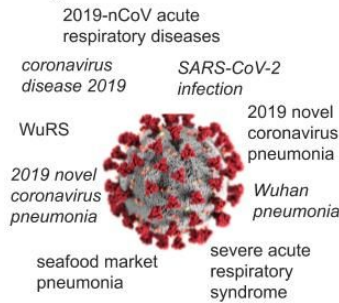 2019-nCoV acute
respiratory diseases
coronavirus
disease 2019
SARS-CoV-2
infection
WuRS
2019 novel
coronavirus
pneumonia
2019 novel
coronavirus
pneumonia
Wuhan
pneumonia
seafood market
pneumonia
severe acute
respiratory
syndrome